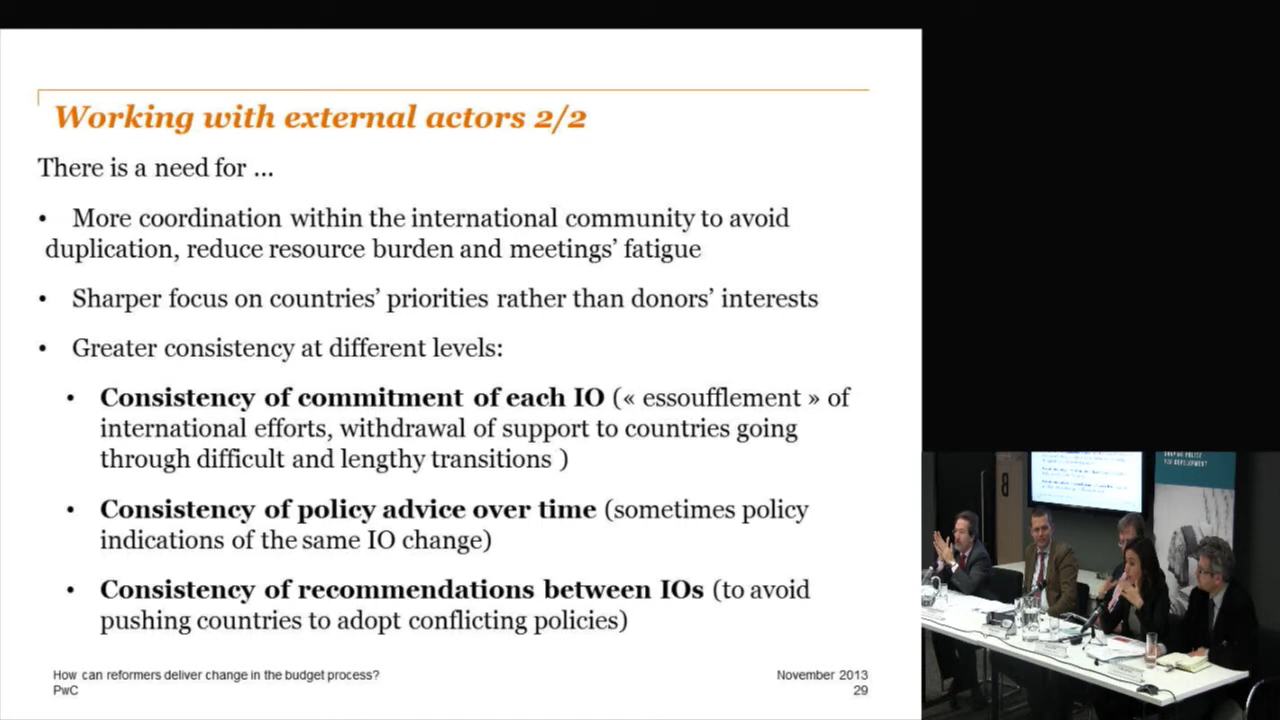 Working with external actors 2/2
There is a need for ...
• More coordination within the international community to avoid
duplication, reduce resource burden and meetings’ fatigue
• Sharper focus on countries’ priorities rather than donors’ interests
• Greater consistency at different levels:
• Consistency of commitment of each IO (« essoufflement » of
international efforts, withdrawal of support to countries going
through difficult and lengthy transitions )
• Consistency of policy advice over time (sometimes policy
indications of the same IO change)
• Consistency of recommendations between IOs (to avoid
pushing countries to adopt conflicting policies)
How can reformers deliver change in the budget process?
PwC
November 2013
29
FOR DEVELOPMENT